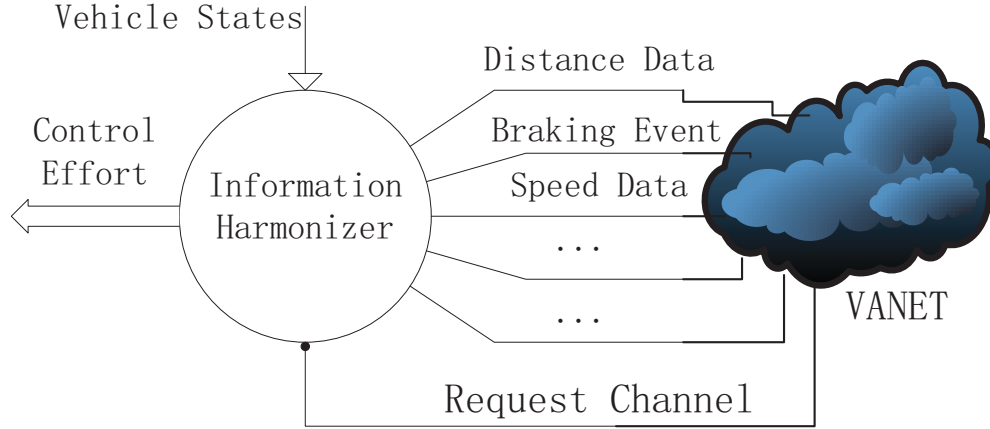 Vehicle States
Distance Data
Control
Effort
Braking Event
Information
Harmonizer
Speed Data
...
...
VANET
Request Channel